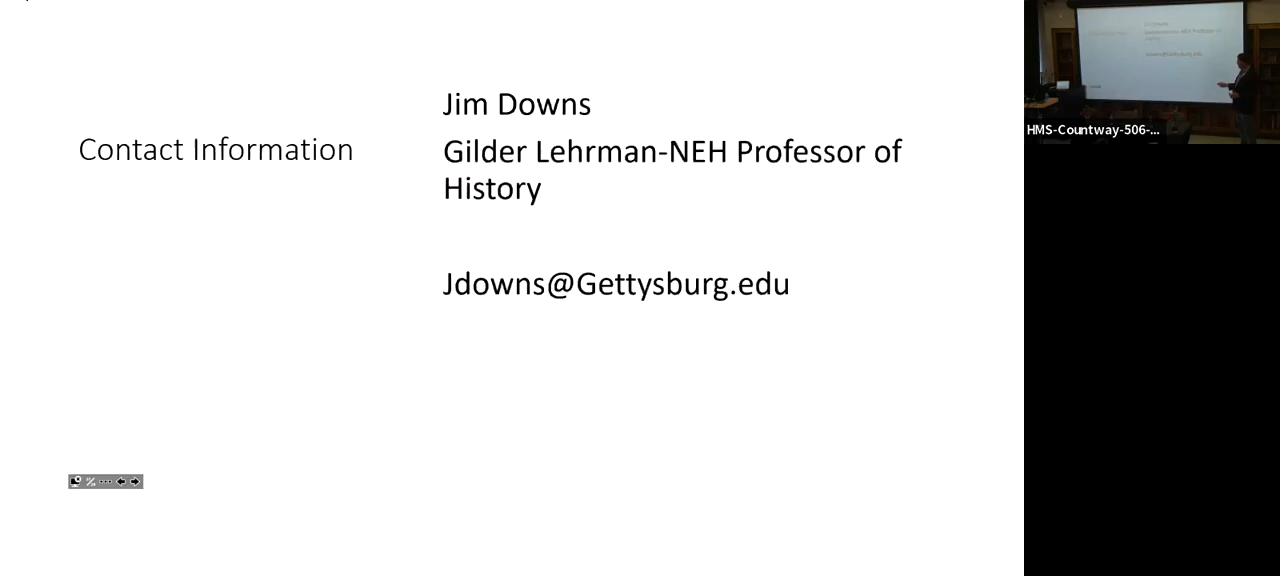 Contact Information
Jim Downs
Gilder Lehrman-NEH Professor of
History
Jdowns@Gettysburg.edu
HMS-Countway-506-...